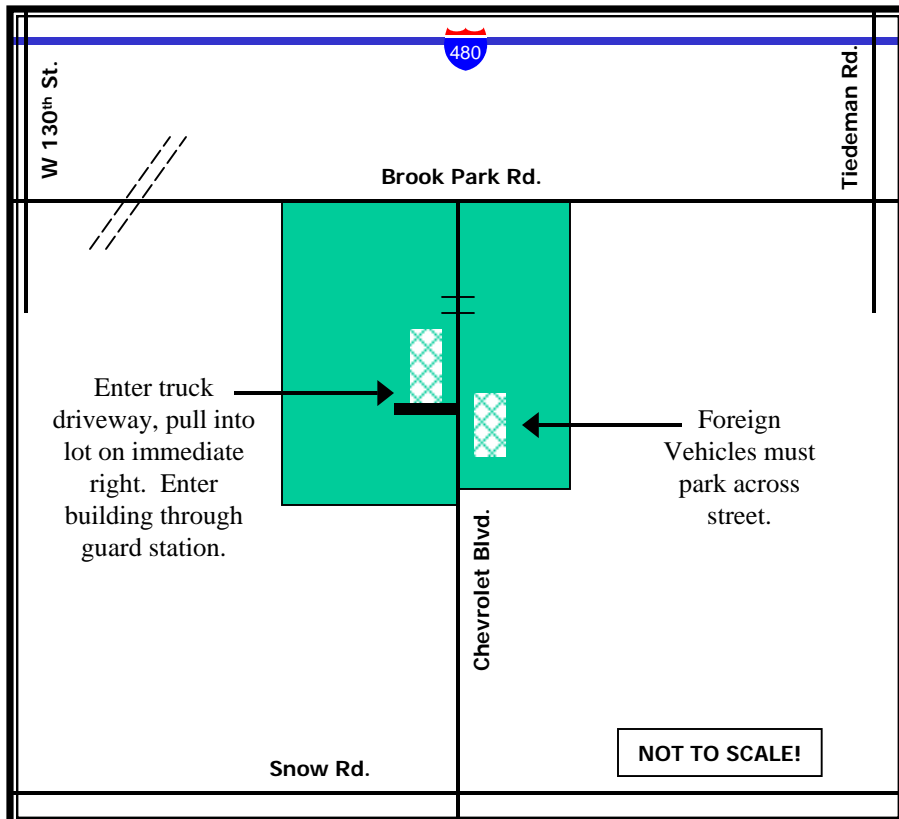 480
W 130th St.
Tiedeman Rd.
Brook Park Rd.
Enter truck
driveway, pull into
lot on immediate
right.  Enter
building through
guard station.
Foreign
Vehicles must
park across
street.
Chevrolet Blvd.
NOT TO SCALE!
Snow Rd.